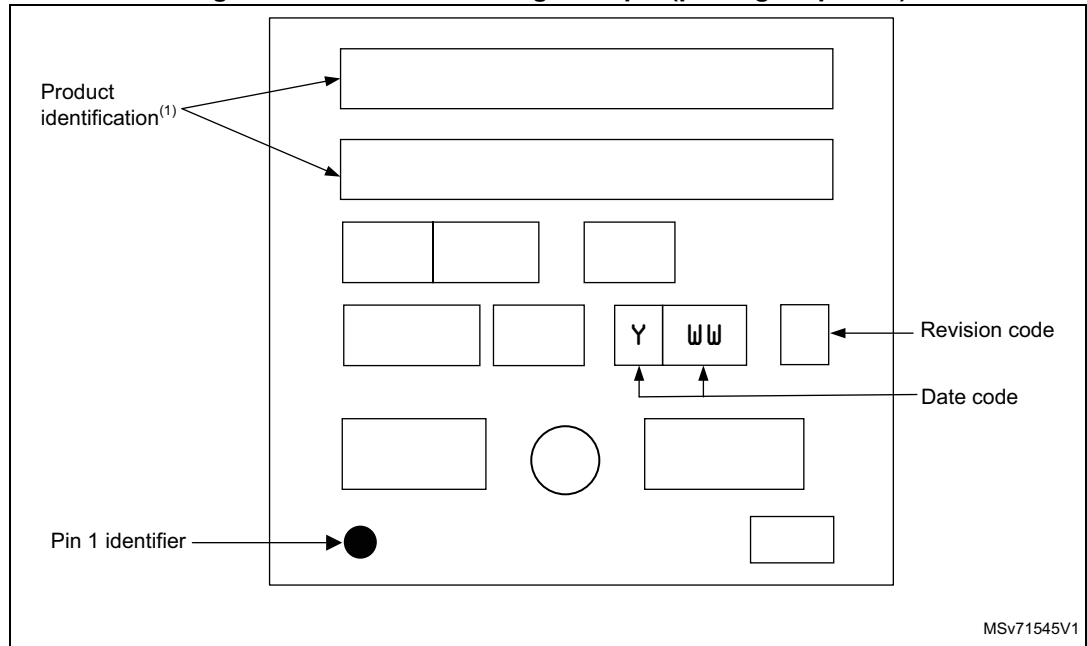 Product
identification(1)
Y WW
Revision code
Date code
Pin 1 identifier
MSv71545V1